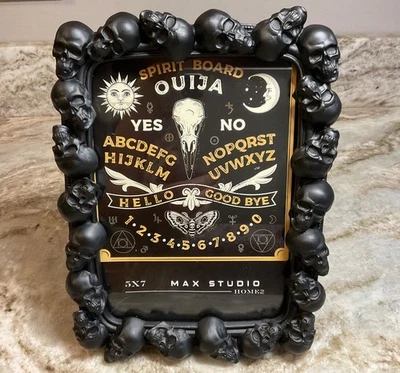 SPIRIT BOARD
OUIJA
YES NO
ABCDEFG NOPQRST
HIJKLM UVWXYZ
HELLO GOOD BYE
1·2·3·4·5·6·7·8·9·0
5X7 MAX STUDIO
HOME2